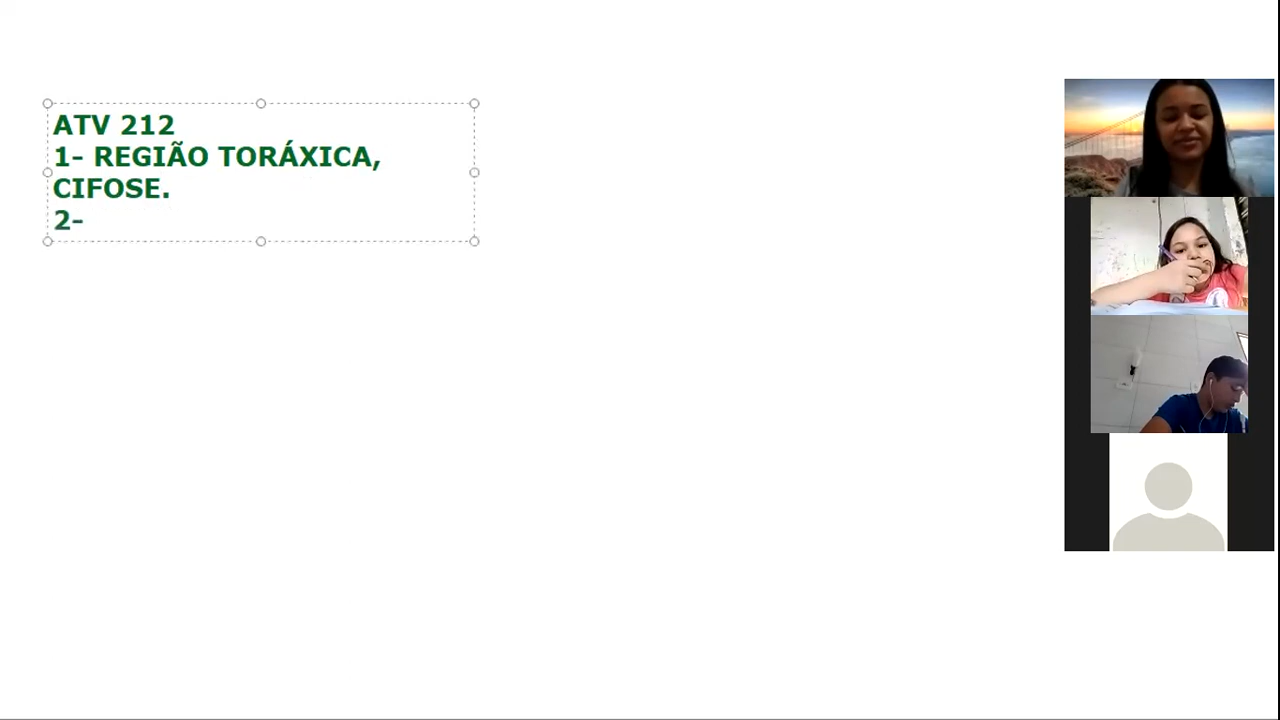 ATV 212
1- REGIÃO TORÁXICA,
CIFOSE.
2-